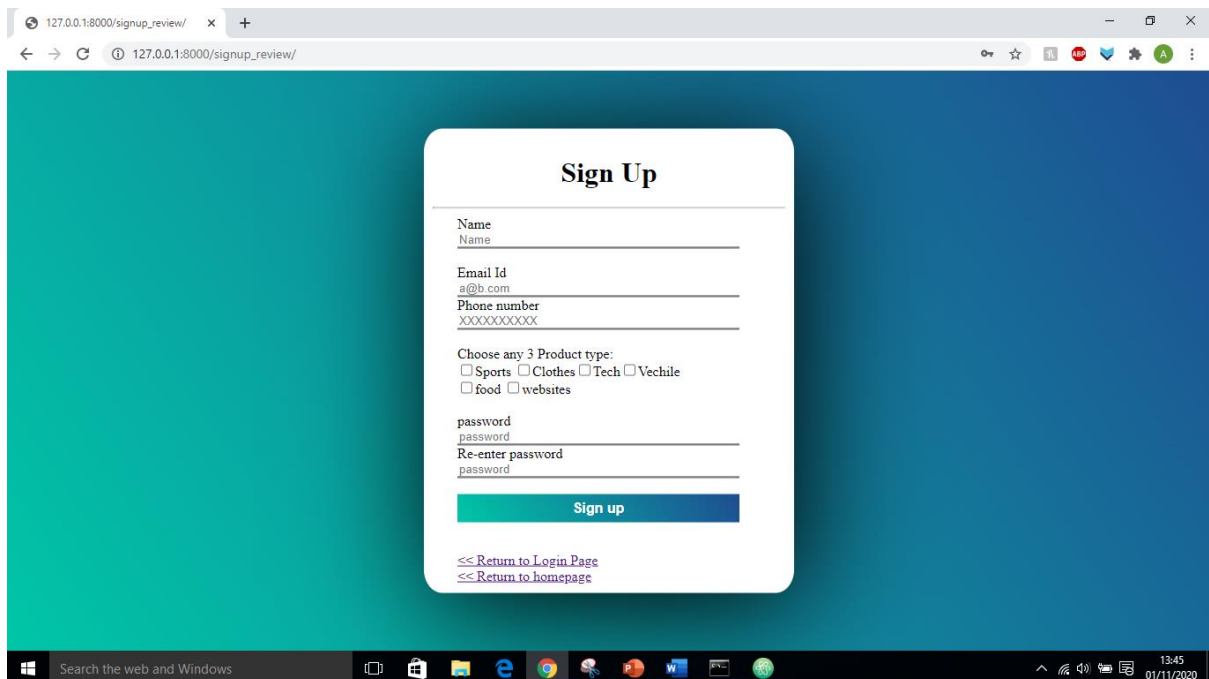 127.0.0.1:8000/signup_review/
127.0.0.1:8000/signup_review/
ABP
A
Sign Up
Name
Name
Email Id
a@b.com
Phone number
XXXXXXXXXX
Choose any 3 Product type:
Sports Clothes Tech Vechile
food websites
password
password
Re-enter password
password
Sign up
<< Return to Login Page
<< Return to homepage
Search the web and Windows
13:45
01/11/2020